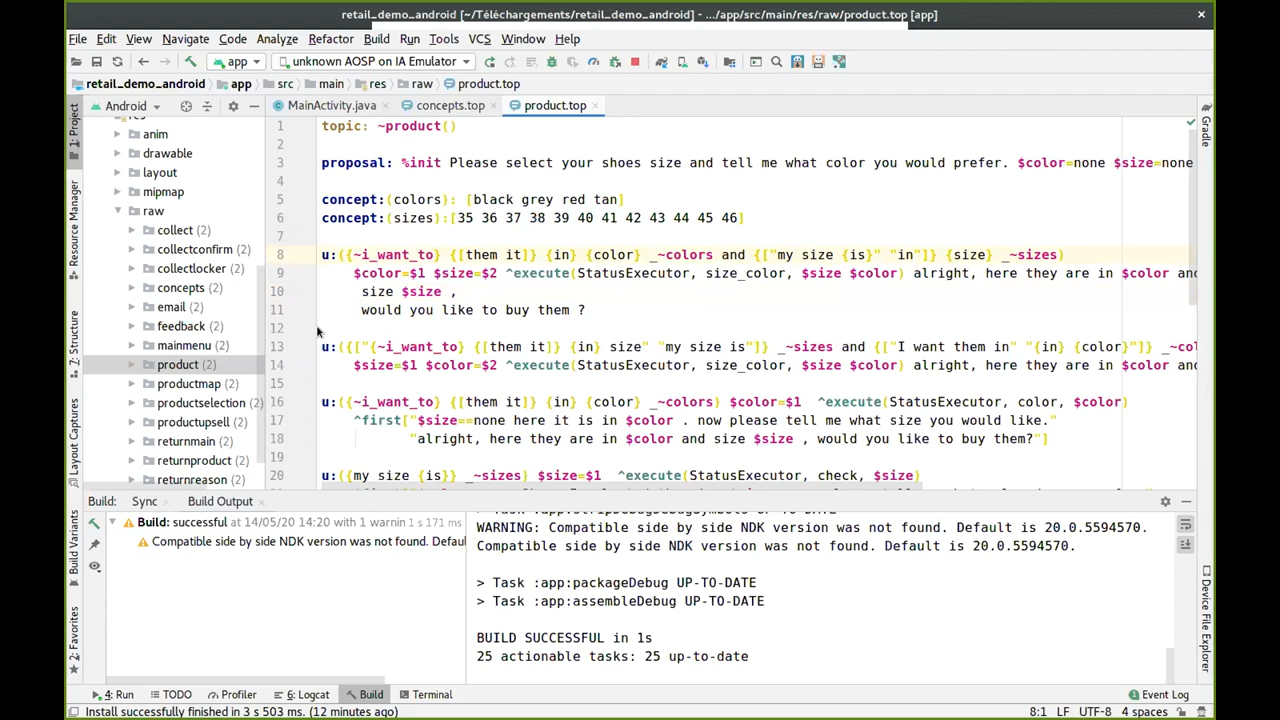 retail_demo_android [~/Téléchargements/retail_demo_android] - .../app/src/main/res/raw/product.top [app]
File Edit View Navigate Code Analyze Refactor Build Run Tools VCS Window Help
app unknown AOSP on IA Emulator
retail_demo_android app src main res raw product.top
Android MainActivity.java concepts.top product.top
1: Project
Resource Manager
7: Structure
Layout Captures
Build Variants
2: Favorites
res
anim
drawable
layout
mipmap
raw
collect (2)
collectconfirm (2)
collectlocker (2)
concepts (2)
email (2)
feedback (2)
mainmenu (2)
product (2)
productmap (2)
productselection (2)
productupsell (2)
returnmain (2)
returnproduct (2)
returnreason (2)
1 topic: ~product()
2
3 proposal: %init Please select your shoes size and tell me what color you would prefer. $color=none $size=none
4
5 concept:(colors): [black grey red tan]
6 concept:(sizes):[35 36 37 38 39 40 41 42 43 44 45 46]
7
8 u:({~i_want_to} {[them it]} {in} {color} _~colors and {["my size {is}" "in"]} {size} _~sizes)
9 $color=$1 $size=$2 ^execute(StatusExecutor, size_color, $size $color) alright, here they are in $color and
10 size $size ,
11 would you like to buy them ?
12
13 u:({["{~i_want_to} {[them it]} {in} size" "my size is"]} _~sizes and {["I want them in" "{in} {color}"]} _~col
14 $size=$1 $color=$2 ^execute(StatusExecutor, size_color, $size $color) alright, here they are in $color and
15
16 u:({~i_want_to} {[them it]} {in} {color} _~colors) $color=$1 ^execute(StatusExecutor, color, $color)
17 ^first["$size==none here it is in $color . now please tell me what size you would like."
18 "alright, here they are in $color and size $size , would you like to buy them?"]
19
20 u:({my size {is}} _~sizes) $size=$1 ^execute(StatusExecutor, check, $size)
Gradle
Device File Explorer
Build: Sync Build Output
Build: successful at 14/05/20 14:20 with 1 warnin 1 s 171 ms
Compatible side by side NDK version was not found. Defaul
WARNING: Compatible side by side NDK version was not found. Default is 20.0.5594570.
Compatible side by side NDK version was not found. Default is 20.0.5594570.
> Task :app:packageDebug UP-TO-DATE
> Task :app:assembleDebug UP-TO-DATE
BUILD SUCCESSFUL in 1s
25 actionable tasks: 25 up-to-date
4: Run TODO Profiler 6: Logcat Build Terminal Event Log
Install successfully finished in 3 s 503 ms. (12 minutes ago) 8:1 LF UTF-8 4 spaces